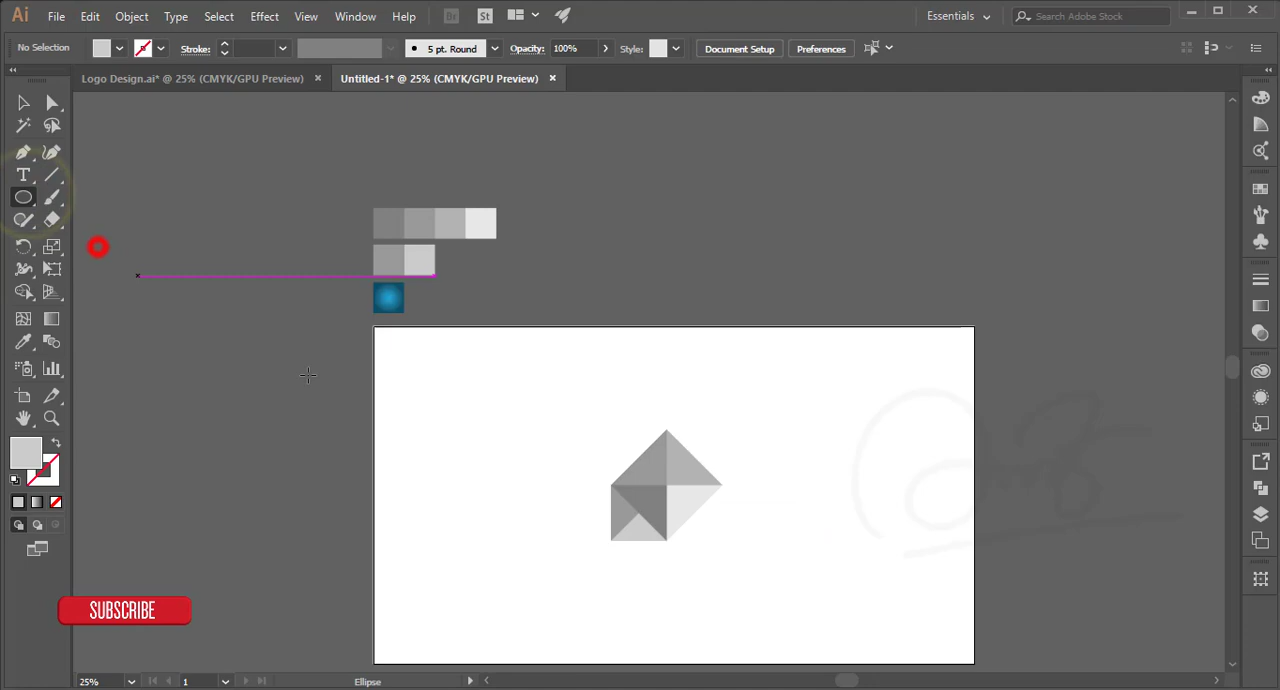 Ai File Edit Object Type Select Effect View Window Help Br St Essentials Search Adobe Stock
No Selection Stroke: 5 pt. Round Opacity: 100% Style: Document Setup Preferences
Logo Design.ai* @ 25% (CMYK/GPU Preview) × Untitled-1* @ 25% (CMYK/GPU Preview) ×
T
SUBSCRIBE
25% 1 Ellipse